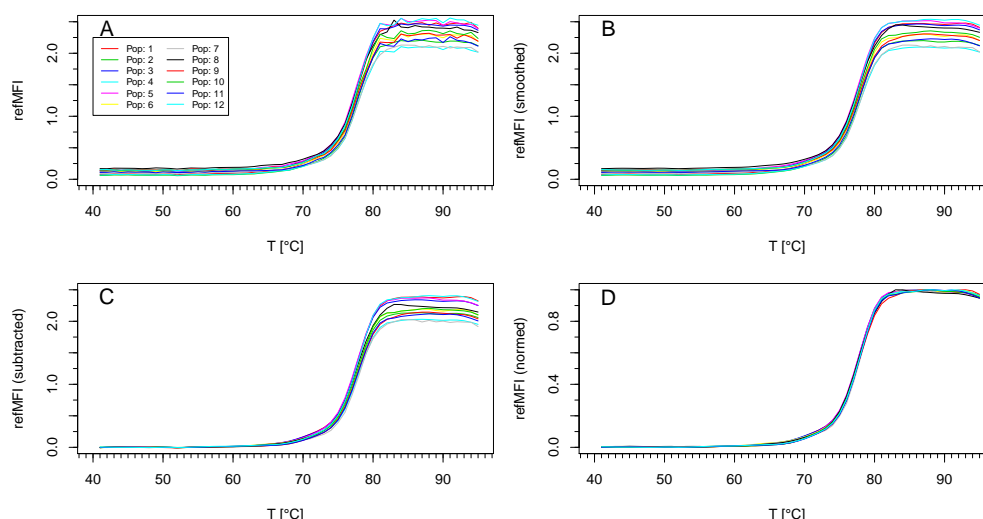 A
refMFI
0.0 1.0 2.0
Pop: 1 Pop: 7
Pop: 2 Pop: 8
Pop: 3 Pop: 9
Pop: 4 Pop: 10
Pop: 5 Pop: 11
Pop: 6 Pop: 12
40 50 60 70 80 90
T [°C]
B
refMFI (smoothed)
0.0 1.0 2.0
40 50 60 70 80 90
T [°C]
C
refMFI (subtracted)
0.0 1.0 2.0
40 50 60 70 80 90
T [°C]
D
refMFI (normed)
0.0 0.4 0.8
40 50 60 70 80 90
T [°C]